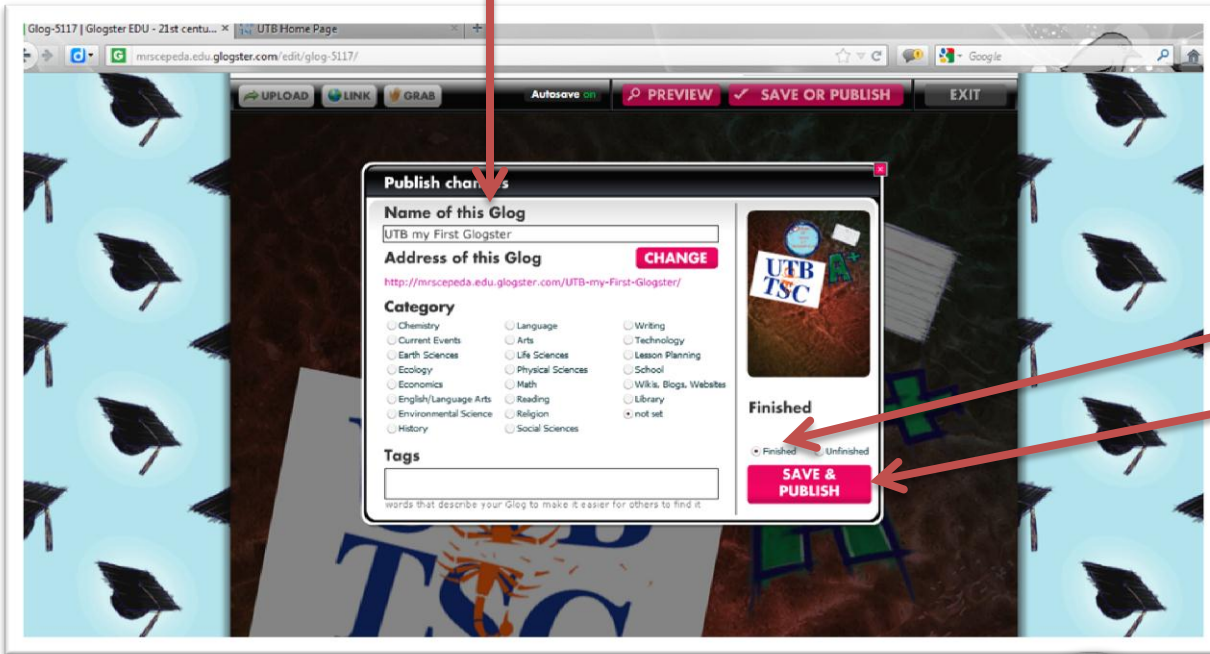 Glog-5117 | Glogster EDU - 21st centu... × UTB Home Page × +
mrscepeda.edu.glogster.com/edit/glog-5117/ Google
UPLOAD LINK GRAB Autosave on PREVIEW SAVE OR PUBLISH EXIT
Publish
Name of this Glog
UTB my First Glogster
Address of this Glog CHANGE
http://mrscepeda.edu.glogster.com/UTB-my-First-Glogster/
Category
Chemistry Language Writing
Current Events Arts Technology
Earth Sciences Life Sciences Lesson Planning
Ecology Physical Sciences School
Economics Math Wikis, Blogs, Websites
English/Language Arts Reading Library
Environmental Science Religion not set
History Social Sciences
Tags
words that describe your Glog to make it easier for others to find it
UTB
TSC
A+
Finished
Finished Unfinished
SAVE &
PUBLISH
UTB
TSC
A+